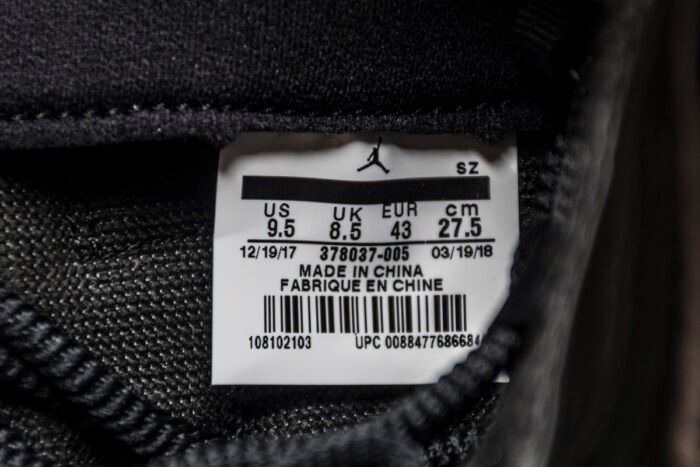 SZ
US UK EUR cm
9.5 8.5 43 27.5
12/19/17 378037-005 03/19/18
MADE IN CHINA
FABRIQUE EN CHINE
108102103 UPC 0088477686684